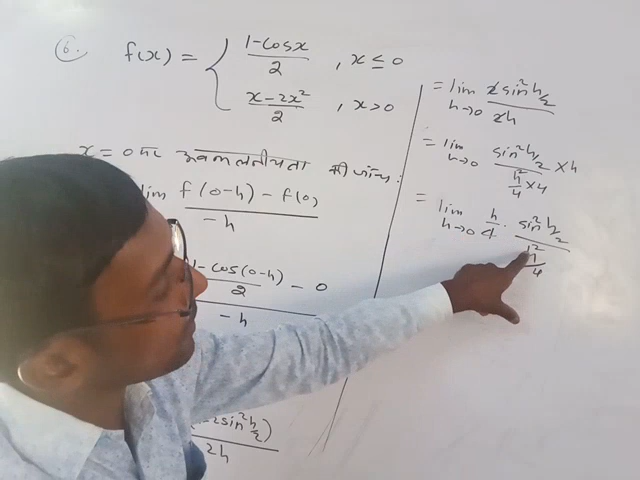 6. f(x) = { (1-cosx)/2 , x ≤ 0
(x-2x²)/2 , x > 0
x = 0 पर अवकलनीयता की जाँच :
lim (f(0-h) - f(0))/(-h)
((1-cos(0-h))/2 - 0)/(-h)
-2sin²h/2)/2h
= lim h→0 (2sin²h/2)/(2h)
= lim h→0 (sin²h/2)/(h²/4 ×4) × h
= lim h→0 h/4 · (sin²h/2)/(h²/4)